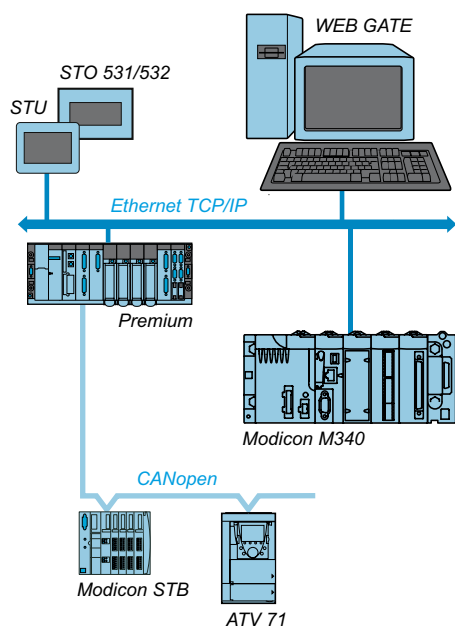 WEB GATE
STO 531/532
STU
Ethernet TCP/IP
Premium
Modicon M340
CANopen
Modicon STB
ATV 71